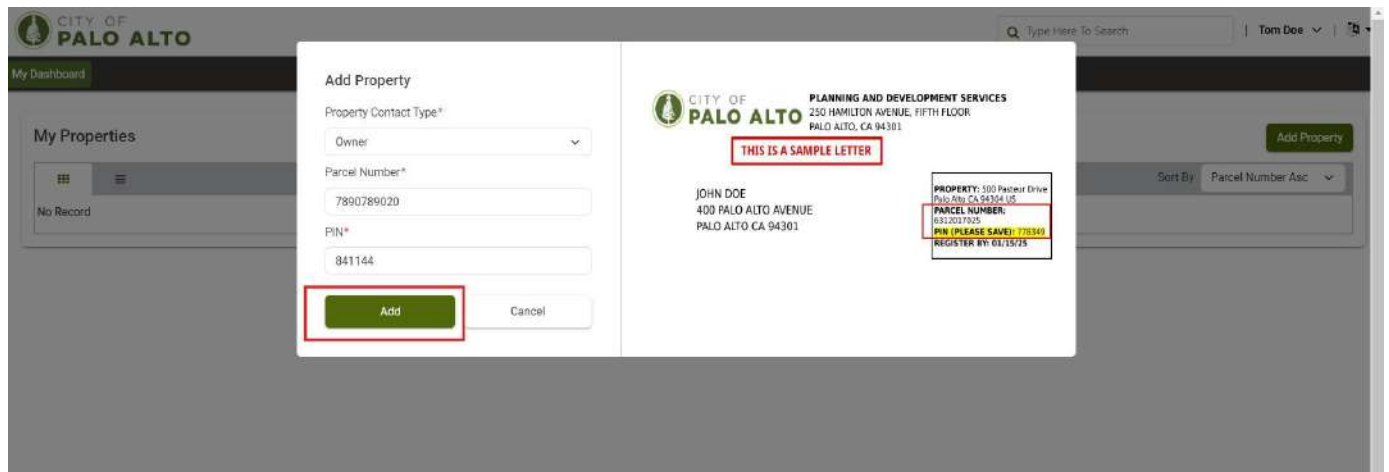 CITY OF
PALO ALTO
Type Here To Search
Tom Doe
My Dashboard
My Properties
Add Property
Sort By
Parcel Number Asc
No Record
Add Property
Property Contact Type*
Owner
Parcel Number*
7890789020
PIN*
841144
Add
Cancel
CITY OF
PALO ALTO
PLANNING AND DEVELOPMENT SERVICES
250 HAMILTON AVENUE, FIFTH FLOOR
PALO ALTO, CA 94301
THIS IS A SAMPLE LETTER
JOHN DOE
400 PALO ALTO AVENUE
PALO ALTO CA 94301
PROPERTY: 500 Pasteur Drive
Palo Alto CA 94304 US
PARCEL NUMBER:
6312017025
PIN (PLEASE SAVE): 778349
REGISTER BY: 01/15/25